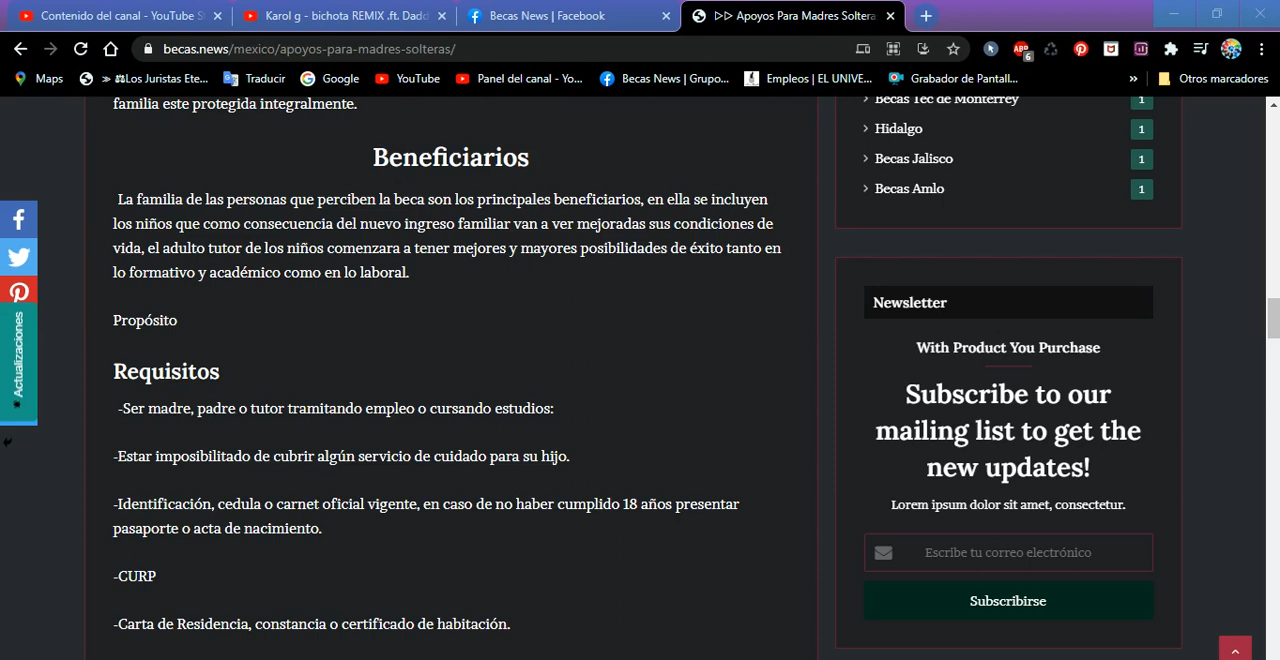 Contenido del canal - YouTube S
Karol g - bichota REMIX .ft. Dadd
Becas News | Facebook
▷▷ Apoyos Para Madres Soltera
becas.news/mexico/apoyos-para-madres-solteras/
ABP
6
Maps
» ⚖Los Juristas Ete...
Traducir
Google
YouTube
Panel del canal - Yo...
Becas News | Grupo...
Empleos | EL UNIVE...
Grabador de Pantall...
»
Otros marcadores
familia este protegida integralmente.
Beneficiarios
La familia de las personas que perciben la beca son los principales beneficiarios, en ella se incluyen
los niños que como consecuencia del nuevo ingreso familiar van a ver mejoradas sus condiciones de
vida, el adulto tutor de los niños comenzara a tener mejores y mayores posibilidades de éxito tanto en
lo formativo y académico como en lo laboral.
Propósito
Requisitos
-Ser madre, padre o tutor tramitando empleo o cursando estudios:
-Estar imposibilitado de cubrir algún servicio de cuidado para su hijo.
-Identificación, cedula o carnet oficial vigente, en caso de no haber cumplido 18 años presentar
pasaporte o acta de nacimiento.
-CURP
-Carta de Residencia, constancia o certificado de habitación.
Actualizaciones
Becas Tec de Monterrey 1
Hidalgo 1
Becas Jalisco 1
Becas Amlo 1
Newsletter
With Product You Purchase
Subscribe to our
mailing list to get the
new updates!
Lorem ipsum dolor sit amet, consectetur.
Escribe tu correo electrónico
Subscribirse